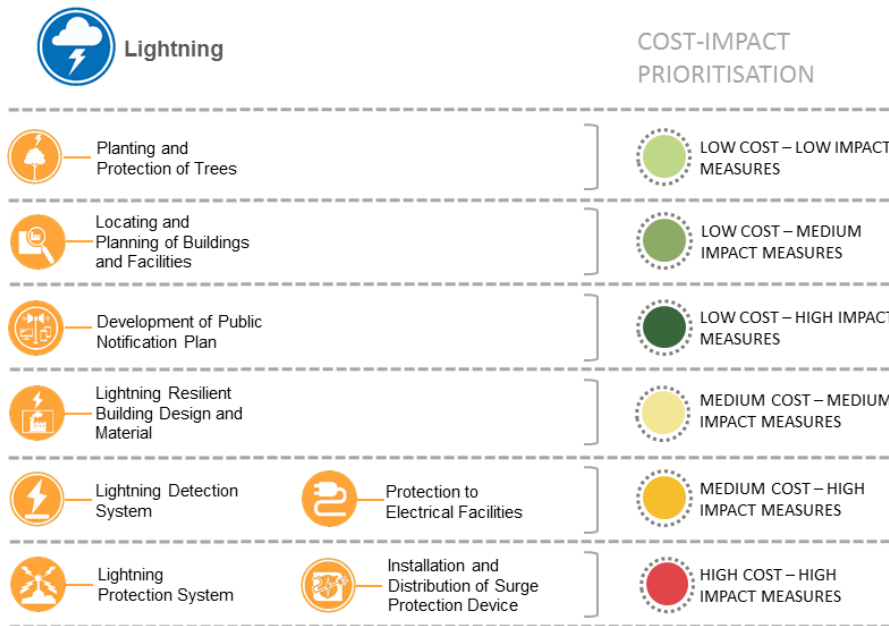 Lightning
COST-IMPACT
PRIORITISATION
Planting and
Protection of Trees
LOW COST – LOW IMPACT
MEASURES
Locating and
Planning of Buildings
and Facilities
LOW COST – MEDIUM
IMPACT MEASURES
Development of Public
Notification Plan
LOW COST – HIGH IMPACT
MEASURES
Lightning Resilient
Building Design and
Material
MEDIUM COST – MEDIUM
IMPACT MEASURES
Lightning Detection
System
Protection to
Electrical Facilities
MEDIUM COST – HIGH
IMPACT MEASURES
Lightning
Protection System
Installation and
Distribution of Surge
Protection Device
HIGH COST – HIGH
IMPACT MEASURES